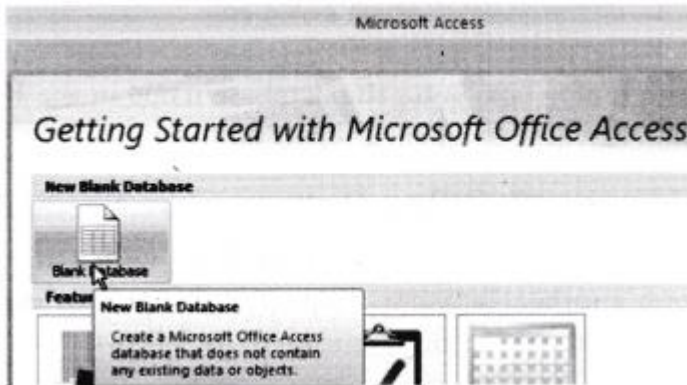 Microsoft Access
Getting Started with Microsoft Office Access
New Blank Database
Blank Database
Featu
New Blank Database
Create a Microsoft Office Access
database that does not contain
any existing data or objects.